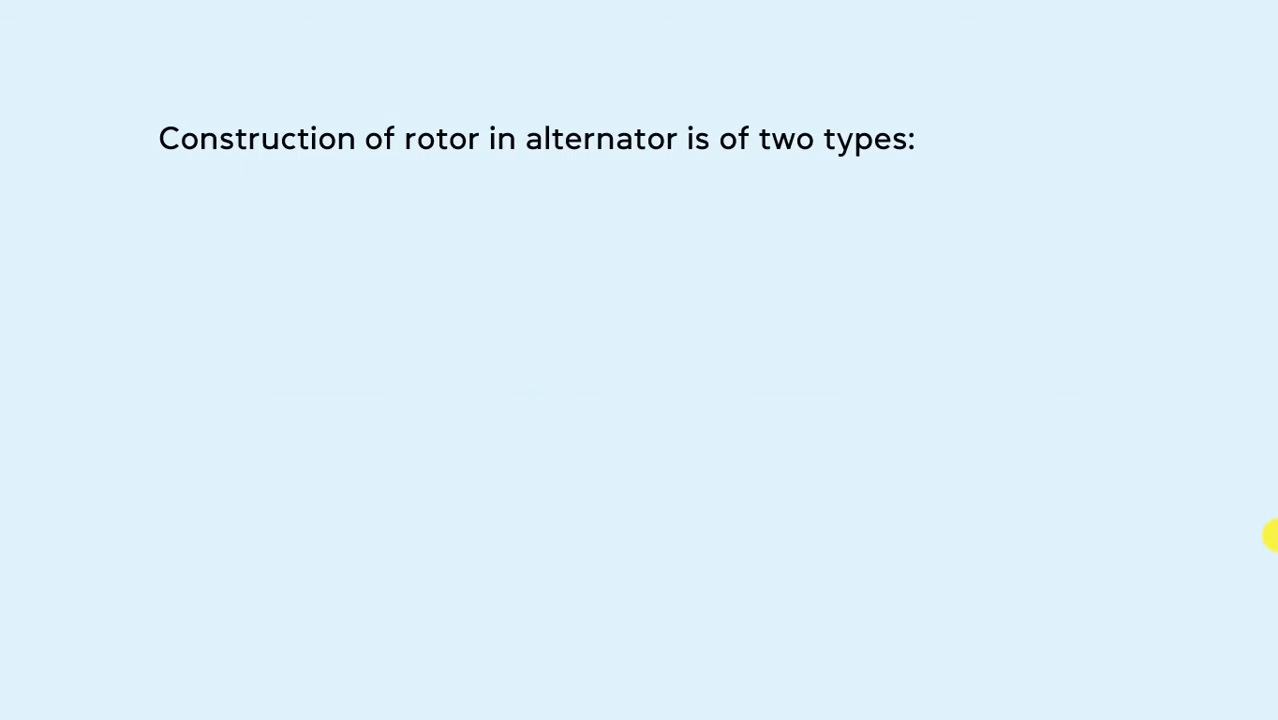 Construction of rotor in alternator is of two types: